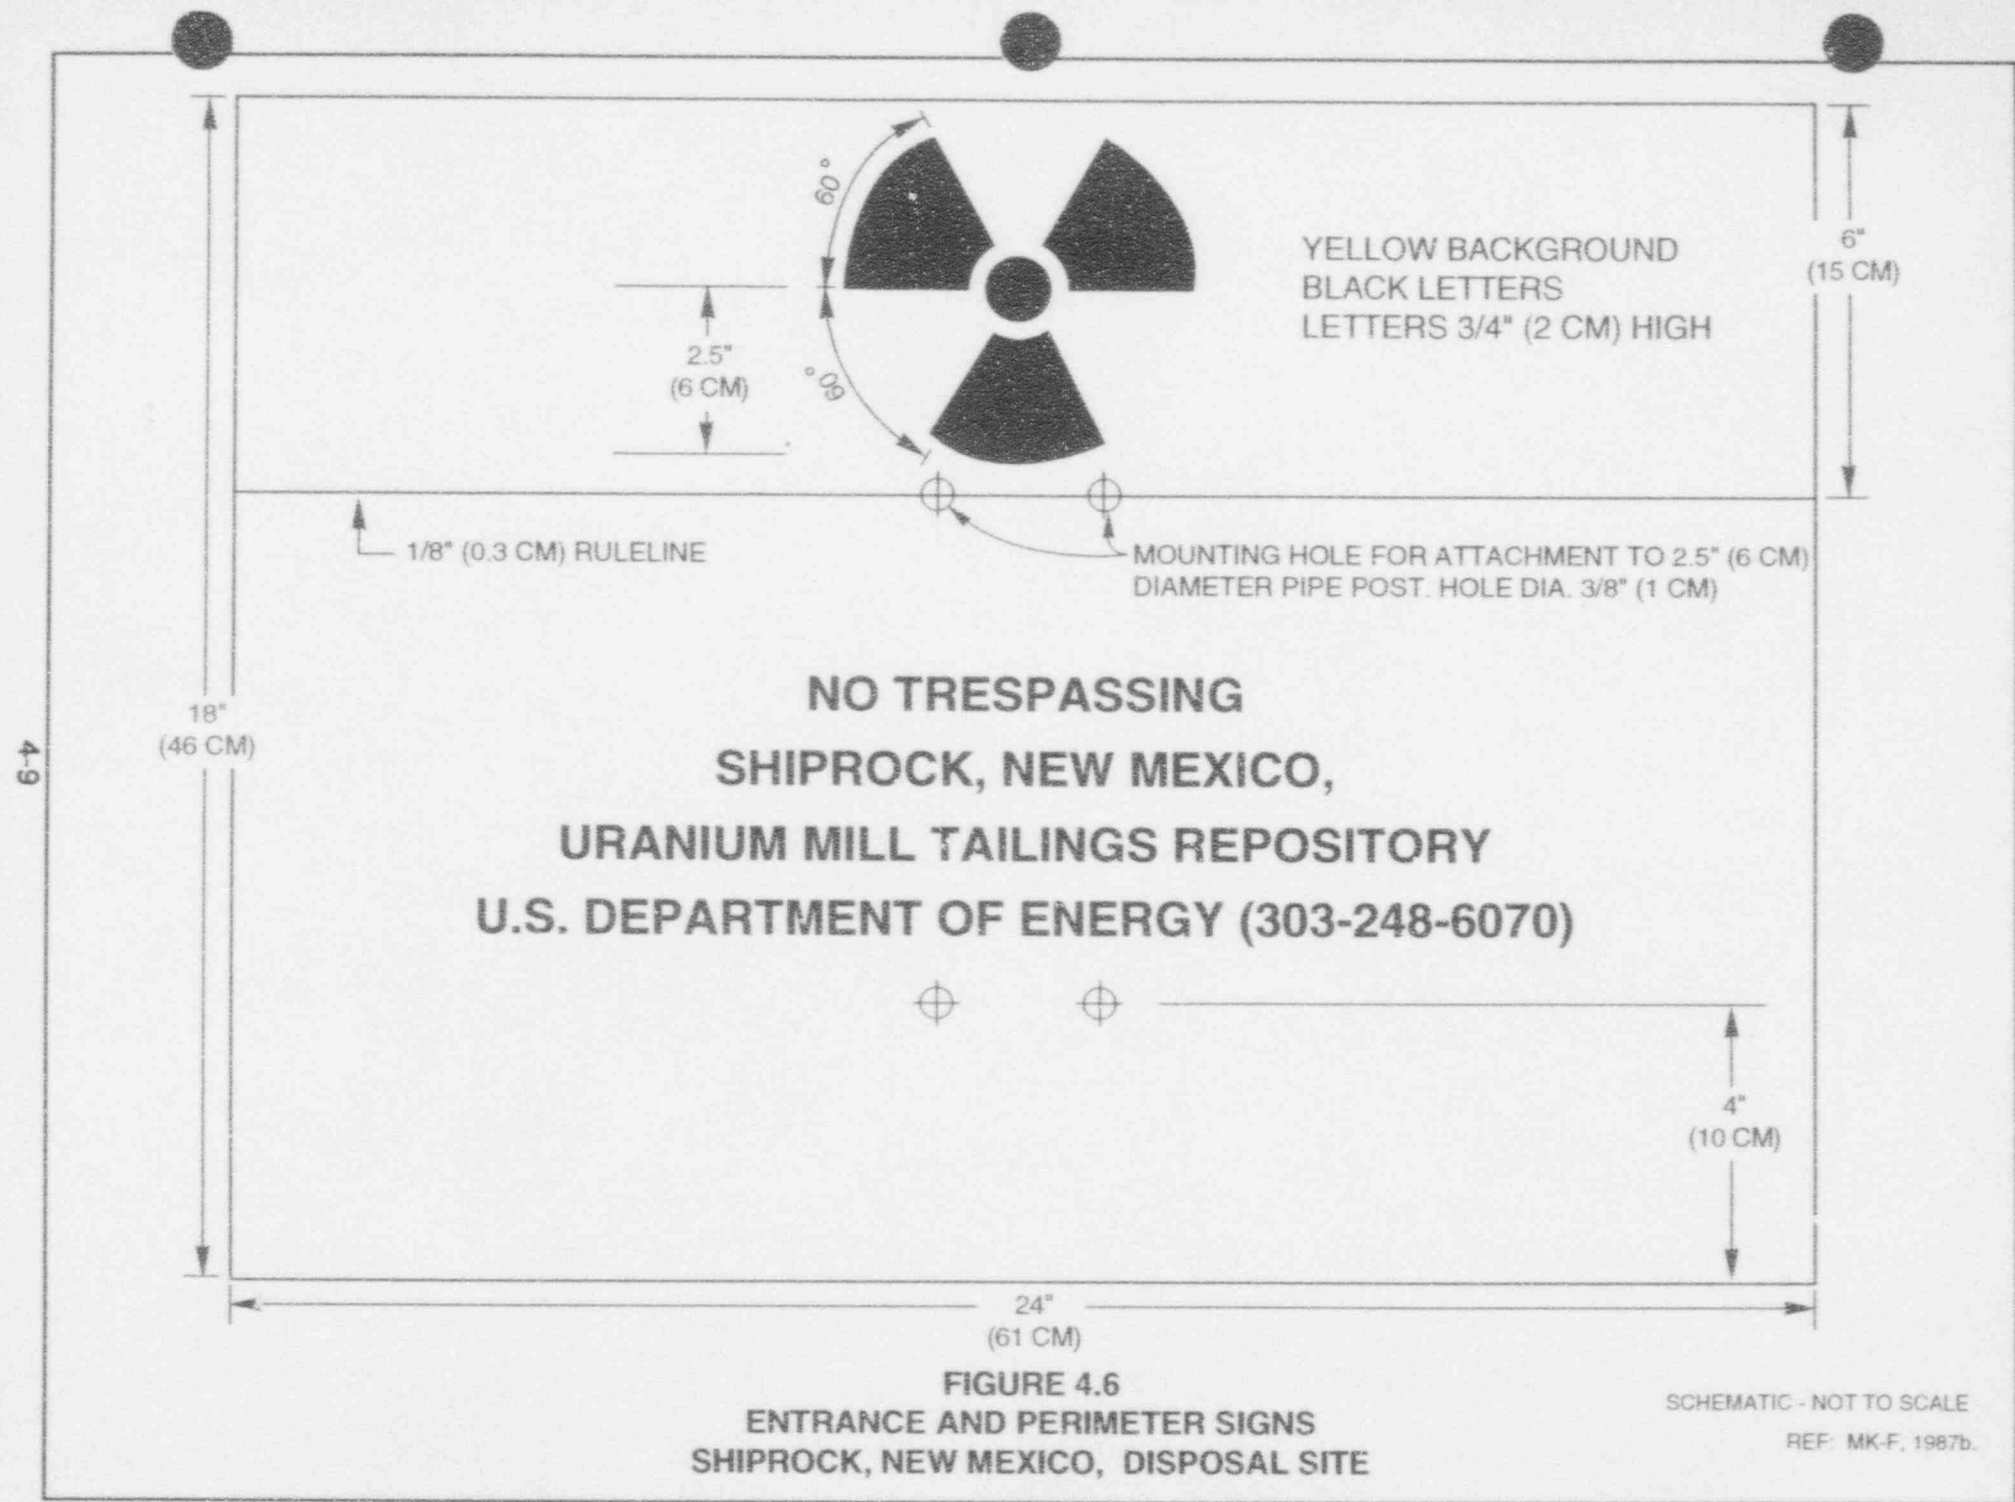 60°
60°
2.5"
(6 CM)
YELLOW BACKGROUND
BLACK LETTERS
LETTERS 3/4" (2 CM) HIGH
6"
(15 CM)
1/8" (0.3 CM) RULELINE
MOUNTING HOLE FOR ATTACHMENT TO 2.5" (6 CM)
DIAMETER PIPE POST. HOLE DIA. 3/8" (1 CM)
NO TRESPASSING
SHIPROCK, NEW MEXICO,
URANIUM MILL TAILINGS REPOSITORY
U.S. DEPARTMENT OF ENERGY (303-248-6070)
18"
(46 CM)
4-9
4"
(10 CM)
24"
(61 CM)
FIGURE 4.6
ENTRANCE AND PERIMETER SIGNS
SHIPROCK, NEW MEXICO, DISPOSAL SITE
SCHEMATIC - NOT TO SCALE
REF: MK-F, 1987b.